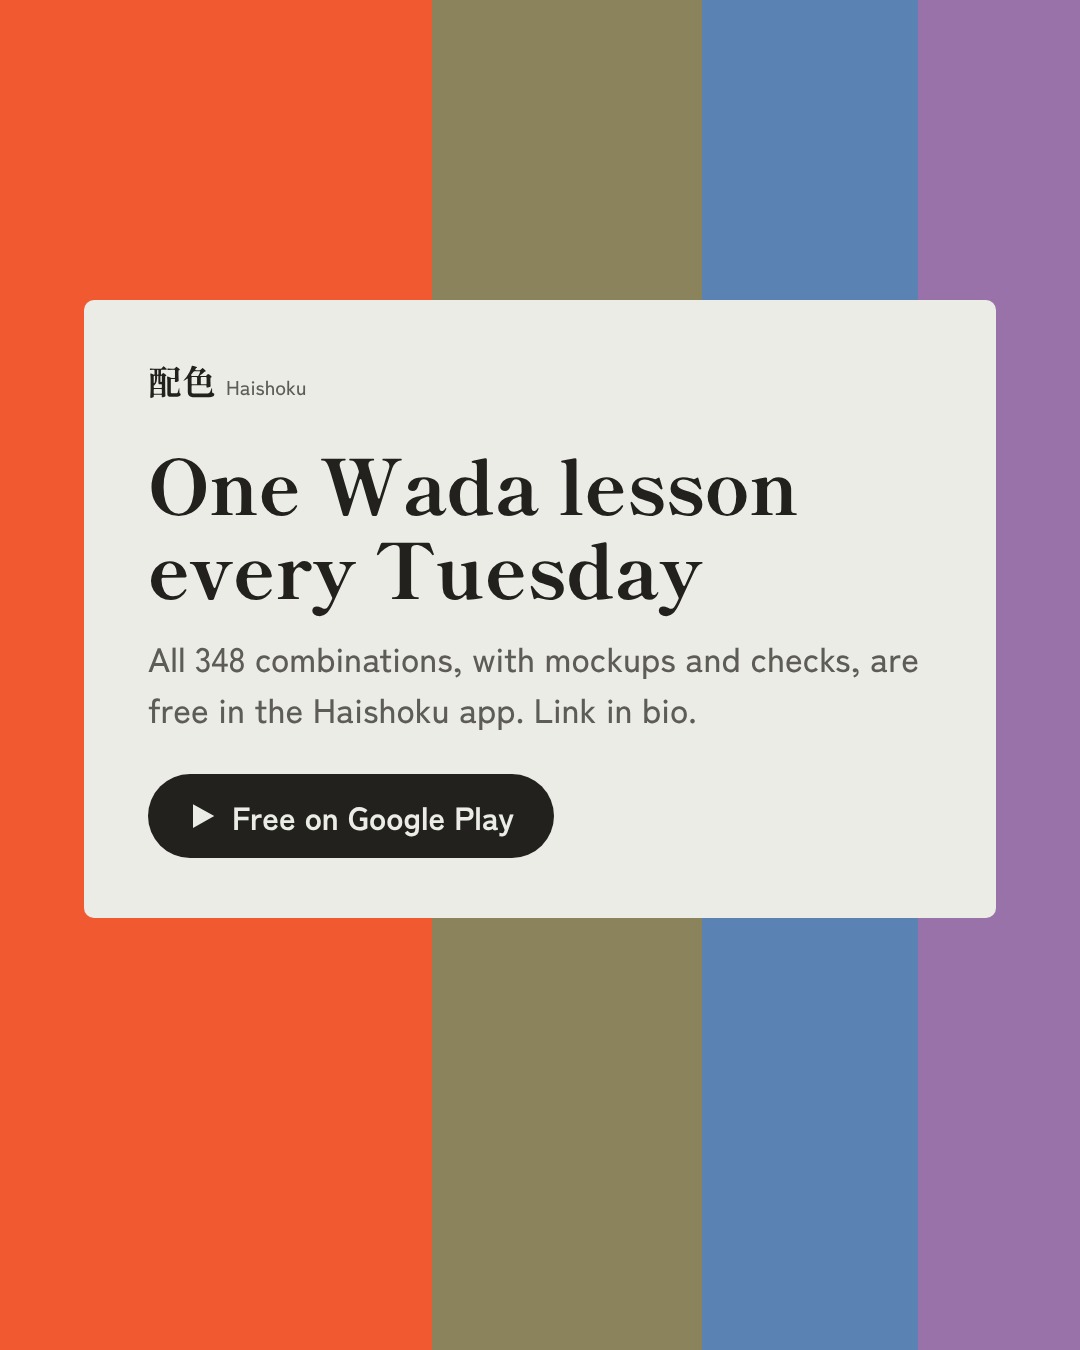 配色 Haishoku
One Wada lesson
every Tuesday
All 348 combinations, with mockups and checks, are
free in the Haishoku app. Link in bio.
Free on Google Play